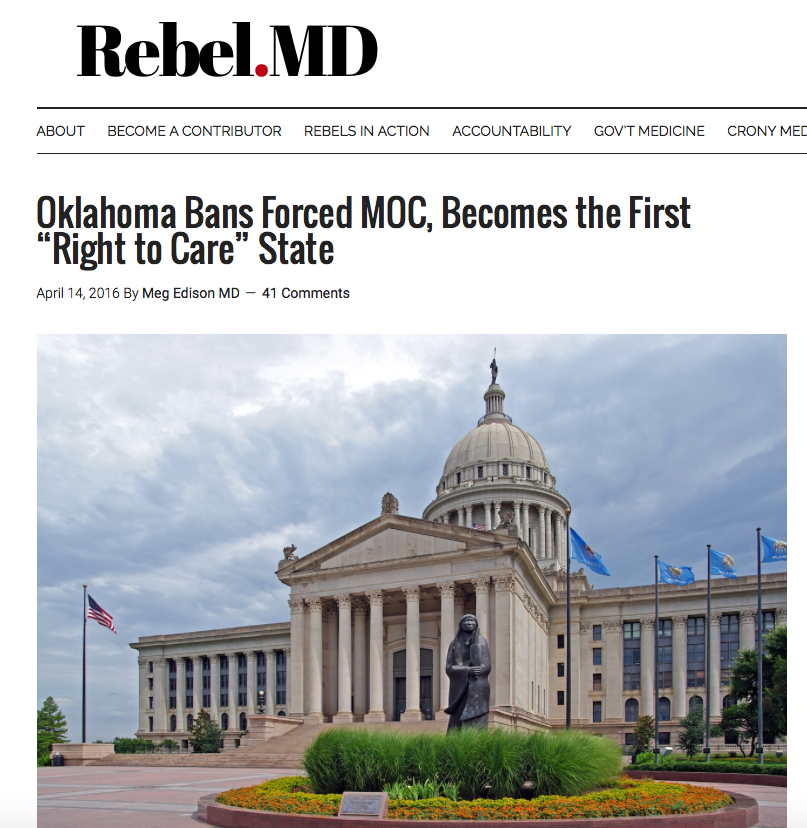 Rebel.MD
ABOUT BECOME A CONTRIBUTOR REBELS IN ACTION ACCOUNTABILITY GOV'T MEDICINE CRONY MED
Oklahoma Bans Forced MOC, Becomes the First
“Right to Care” State
April 14, 2016 By Meg Edison MD — 41 Comments